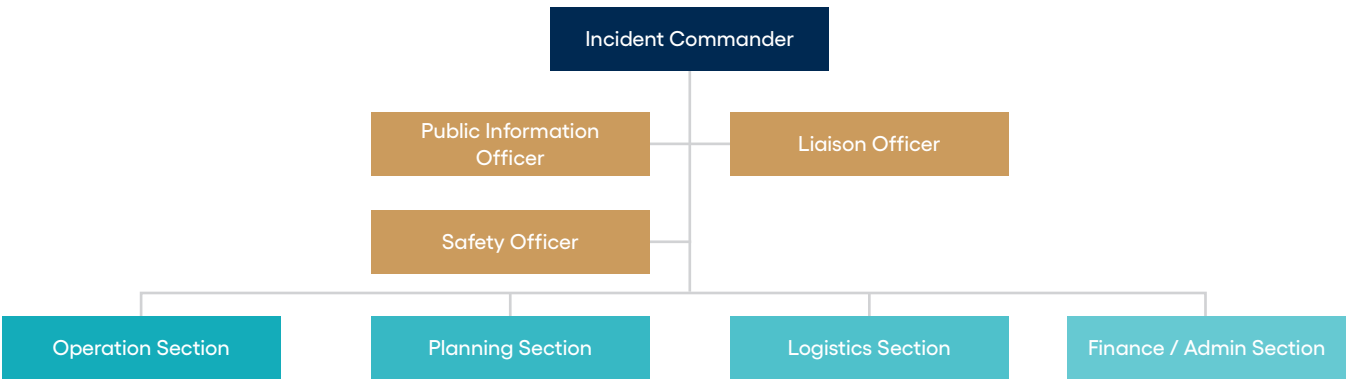 Incident Commander
Public Information
Officer
Liaison Officer
Safety Officer
Operation Section
Planning Section
Logistics Section
Finance / Admin Section